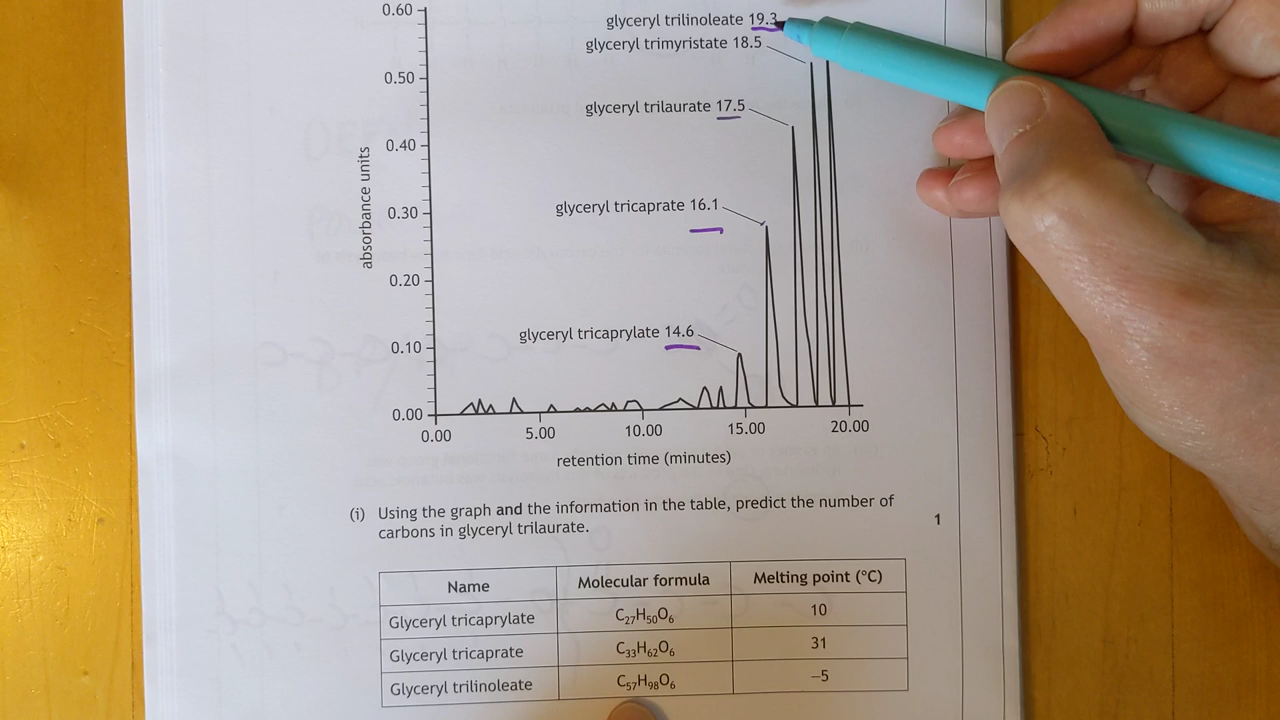 0.60
glyceryl trilinoleate 19.3
glyceryl trimyristate 18.5
0.50
glyceryl trilaurate 17.5
0.40
absorbance units
0.30
glyceryl tricaprate 16.1
0.20
glyceryl tricaprylate 14.6
0.10
0.00
0.00 5.00 10.00 15.00 20.00
retention time (minutes)
(i) Using the graph and the information in the table, predict the number of
carbons in glyceryl trilaurate. 1
Name Molecular formula Melting point (°C)
Glyceryl tricaprylate C₂₇H₅₀O₆ 10
Glyceryl tricaprate C₃₃H₆₂O₆ 31
Glyceryl trilinoleate C₅₇H₉₈O₆ −5